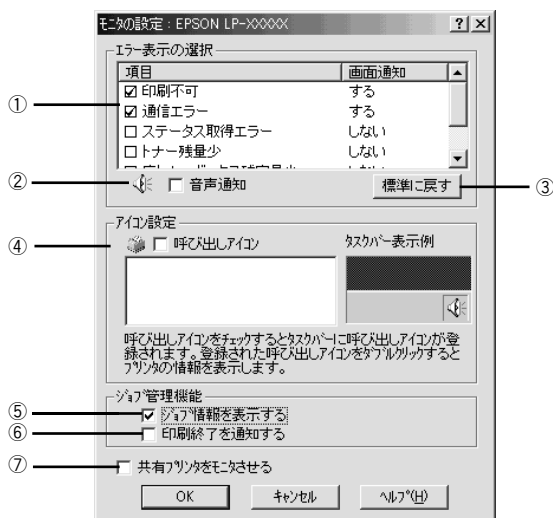 モニタの設定：EPSON LP-XXXXX
エラー表示の選択
項目 画面通知
① 印刷不可 する
通信エラー する
ステータス取得エラー しない
トナー残量少 しない
② 音声通知 標準に戻す ③
アイコン設定
④ 呼び出しアイコン タスクバー表示例
呼び出しアイコンをチェックするとタスクバーに呼び出しアイコンが登
録されます。登録された呼び出しアイコンをダブルクリックすると
プリンタの情報を表示します。
ジョブ管理機能
⑤ ジョブ情報を表示する
⑥ 印刷終了を通知する
⑦ 共有プリンタをモニタさせる
OK キャンセル ヘルプ(H)